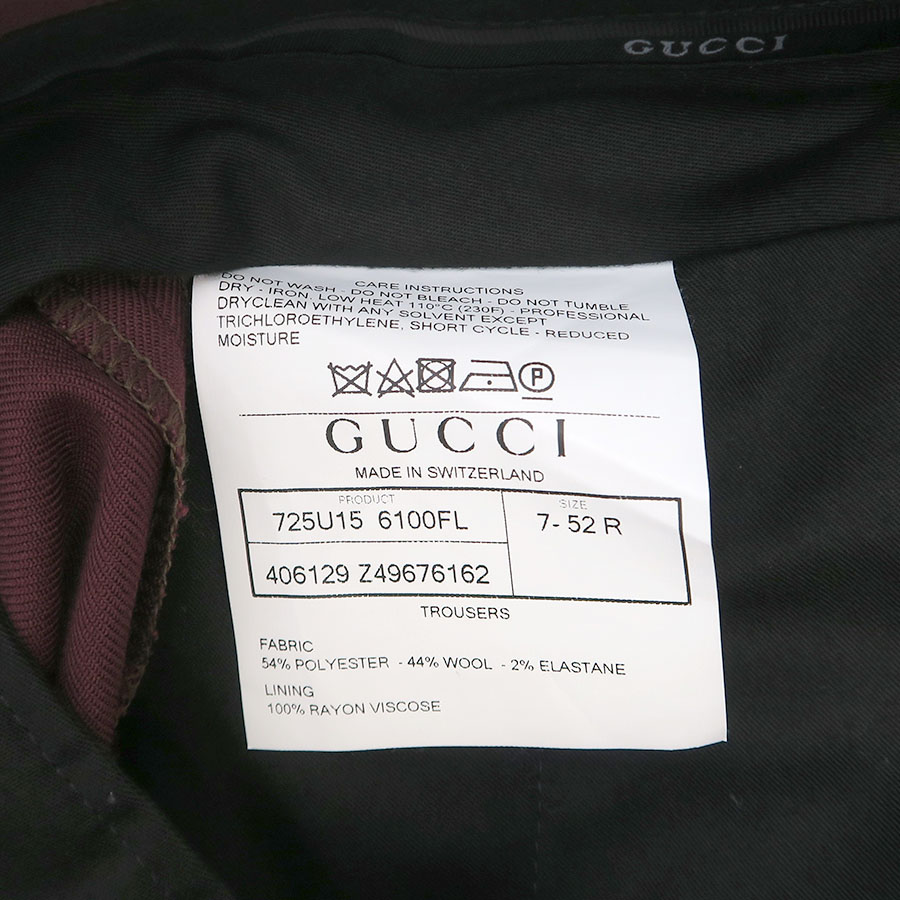 GUCCI
CARE INSTRUCTIONS
DO NOT WASH - DO NOT BLEACH - DO NOT TUMBLE
DRY - IRON, LOW HEAT 110°C (230F) - PROFESSIONAL
DRYCLEAN WITH ANY SOLVENT EXCEPT
TRICHLOROETHYLENE, SHORT CYCLE - REDUCED
MOISTURE
P
GUCCI
MADE IN SWITZERLAND
PRODUCT SIZE
725U15 6100FL 7- 52 R
406129 Z49676162
TROUSERS
FABRIC
54% POLYESTER - 44% WOOL - 2% ELASTANE
LINING
100% RAYON VISCOSE